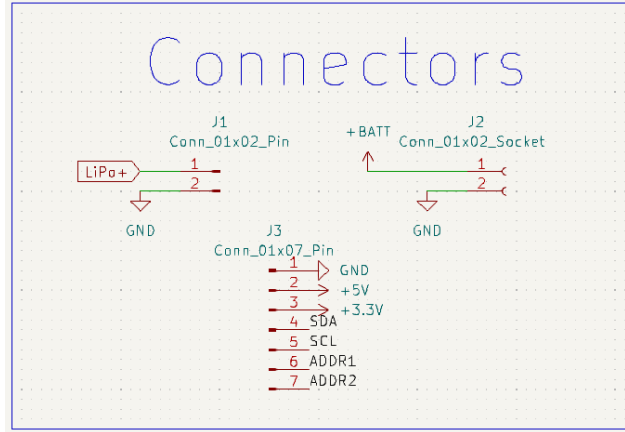 Connectors
J1
Conn_01x02_Pin
LiPo+
1
2
GND
+BATT
J2
Conn_01x02_Socket
1
2
GND
J3
Conn_01x07_Pin
1 GND
2 +5V
3 +3.3V
4 SDA
5 SCL
6 ADDR1
7 ADDR2